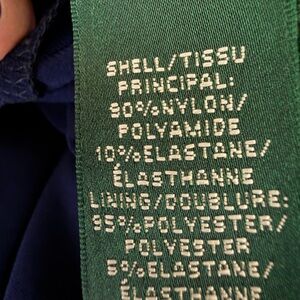 SHELL/TISSU
PRINCIPAL:
90%NYLON/
POLYAMIDE
10%ELASTANE/
ÉLASTHANNE
LINING/DOUBLURE:
95%POLYESTER/
POLYESTER
5%ELASTANE/
ÉLASTHANNE